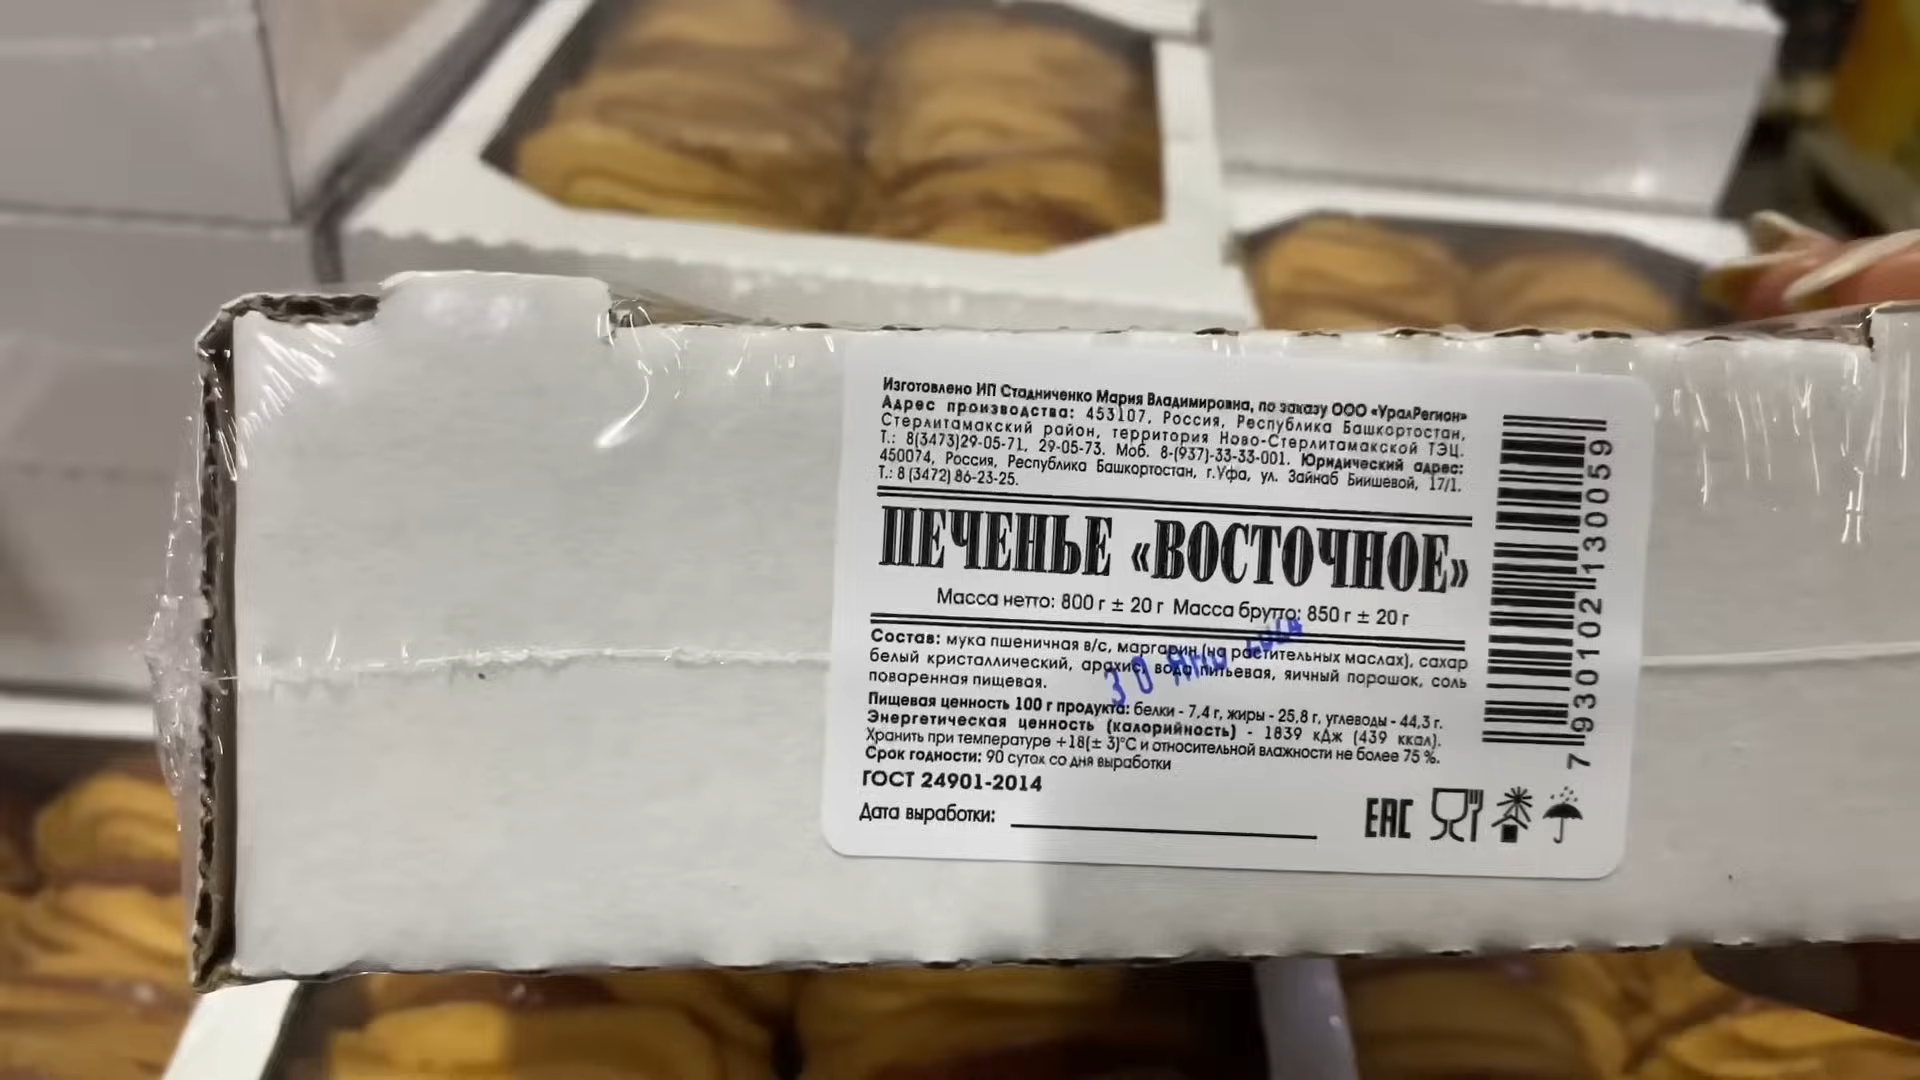 Изготовлено ИП Стадниченко Мария Владимировна, по заказу ООО «УралРегион»
Адрес производства: 453107, Россия, Республика Башкортостан,
Стерлитамакский район, территория Ново-Стерлитамакской ТЭЦ.
Т.: 8(3473)29-05-71, 29-05-73. Моб. 8-(937)-33-33-001. Юридический адрес:
450074, Россия, Республика Башкортостан, г.Уфа, ул. Зайнаб Биишевой, 17/1.
Т.: 8 (3472) 86-23-25.
ПЕЧЕНЬЕ «ВОСТОЧНОЕ»
Масса нетто: 800 г ± 20 г Масса брутто: 850 г ± 20 г
Состав: мука пшеничная в/с, маргарин (на растительных маслах), сахар
белый кристаллический, арахис, вода питьевая, яичный порошок, соль
поваренная пищевая.
30 ЯНВ
Пищевая ценность 100 г продукта: белки - 7,4 г, жиры - 25,8 г, углеводы - 44,3 г.
Энергетическая ценность (калорийность) - 1839 кДж (439 ккал).
Хранить при температуре +18(± 3)°С и относительной влажности не более 75 %.
Срок годности: 90 суток со дня выработки
ГОСТ 24901-2014
Дата выработки:
EAC
7930102130059